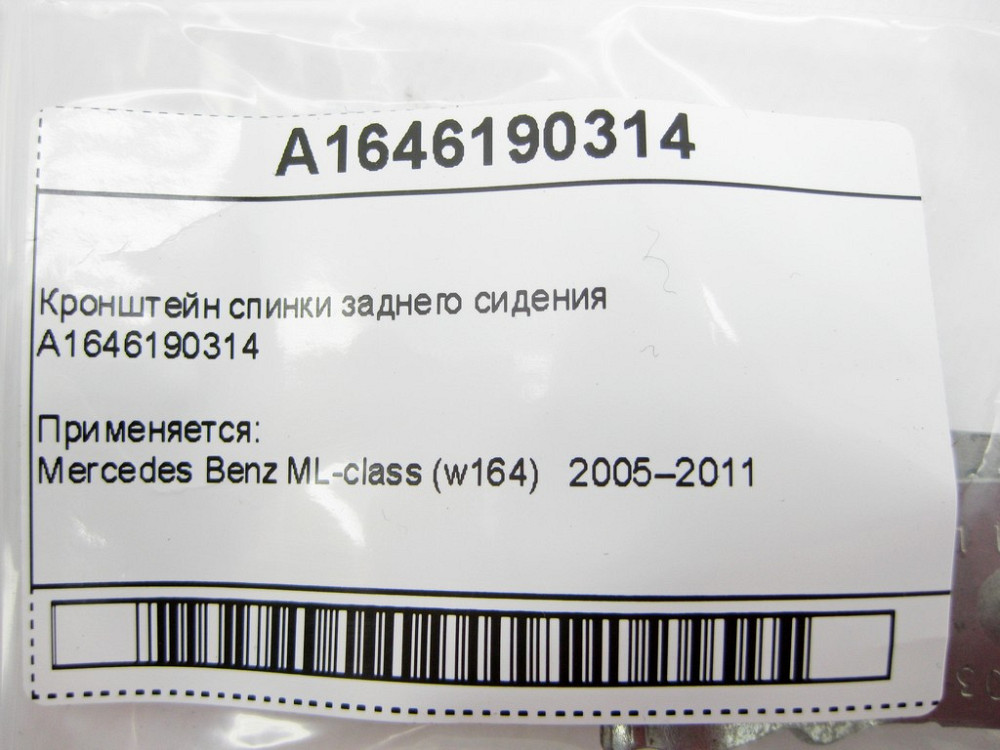 A1646190314
Кронштейн спинки заднего сидения
A1646190314
Применяется:
Mercedes Benz ML-class (w164) 2005–2011